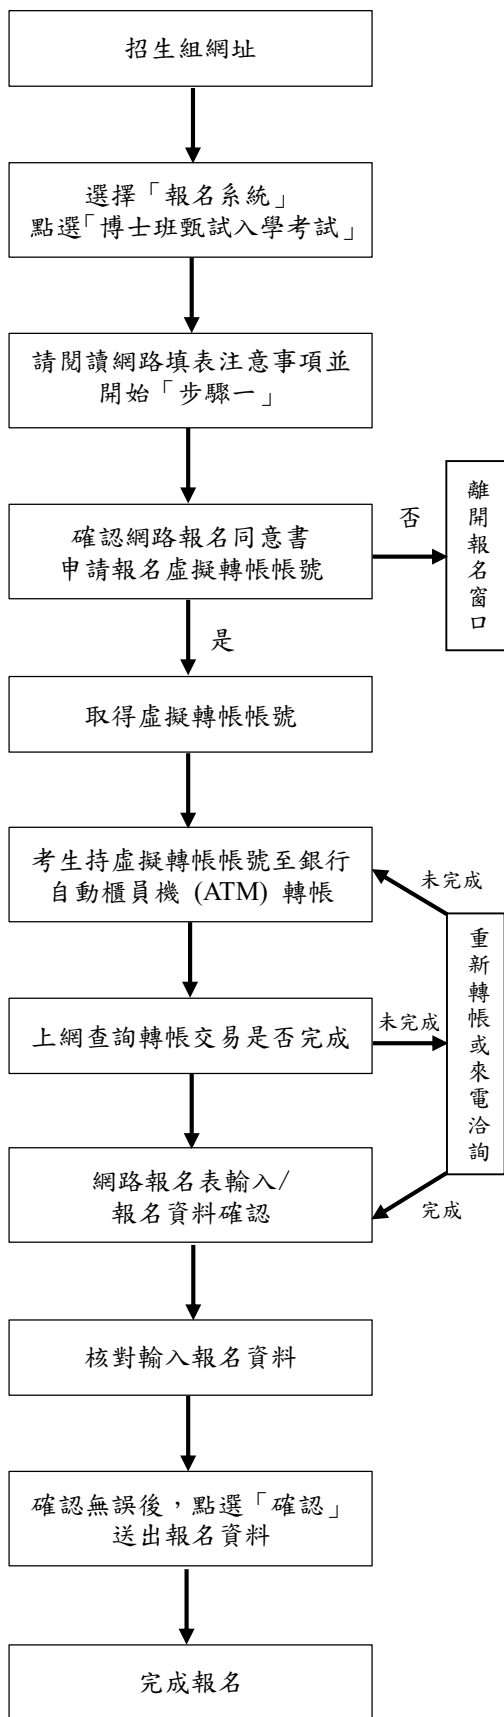 招生組網址
選擇「報名系統」
點選「博士班甄試入學考試」
請閱讀網路填表注意事項並
開始「步驟一」
確認網路報名同意書
申請報名虛擬轉帳帳號
否
離開報名窗口
是
取得虛擬轉帳帳號
考生持虛擬轉帳帳號至銀行
自動櫃員機 (ATM) 轉帳
未完成
上網查詢轉帳交易是否完成
未完成
重新轉帳或來電洽詢
網路報名表輸入/
報名資料確認
完成
核對輸入報名資料
確認無誤後，點選「確認」
送出報名資料
完成報名